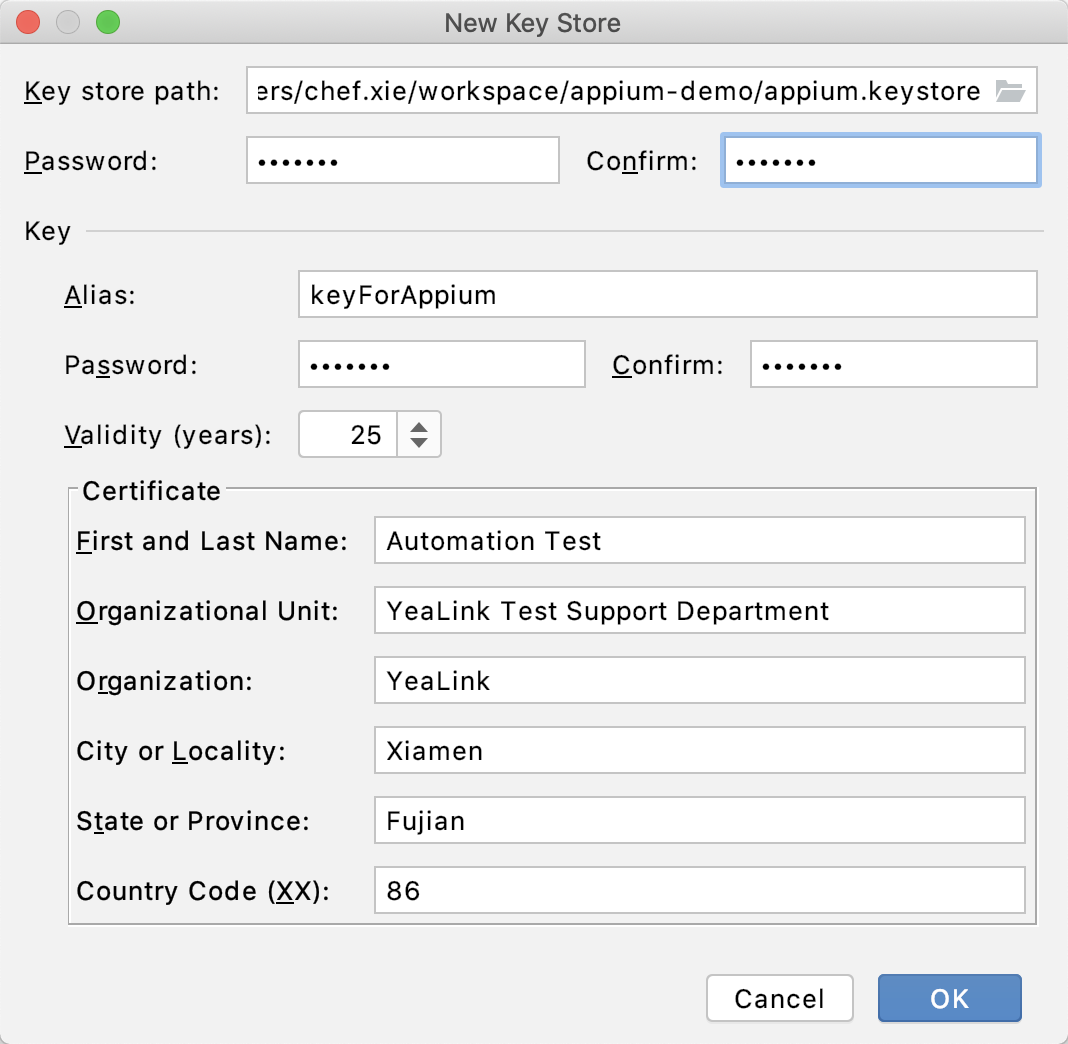 New Key Store
Key store path: ers/chef.xie/workspace/appium-demo/appium.keystore
Password: ••••••• Confirm: •••••••
Key
Alias: keyForAppium
Password: ••••••• Confirm: •••••••
Validity (years): 25
Certificate
First and Last Name: Automation Test
Organizational Unit: YeaLink Test Support Department
Organization: YeaLink
City or Locality: Xiamen
State or Province: Fujian
Country Code (XX): 86
Cancel OK